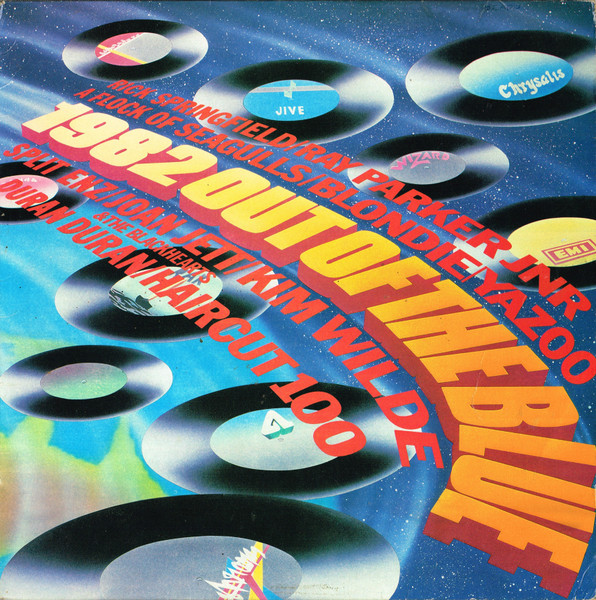 JIVE
Chrysalis
WIZARD
EMI
RICK SPRINGFIELD/RAY PARKER JNR
A FLOCK OF SEAGULLS/BLONDIE/YAZOO
1982 OUT OF THE BLUE
SPLIT ENZ/JOAN JETT KIM WILDE
& THE BLACKHEARTS
DURAN DURAN/HAIRCUT 100